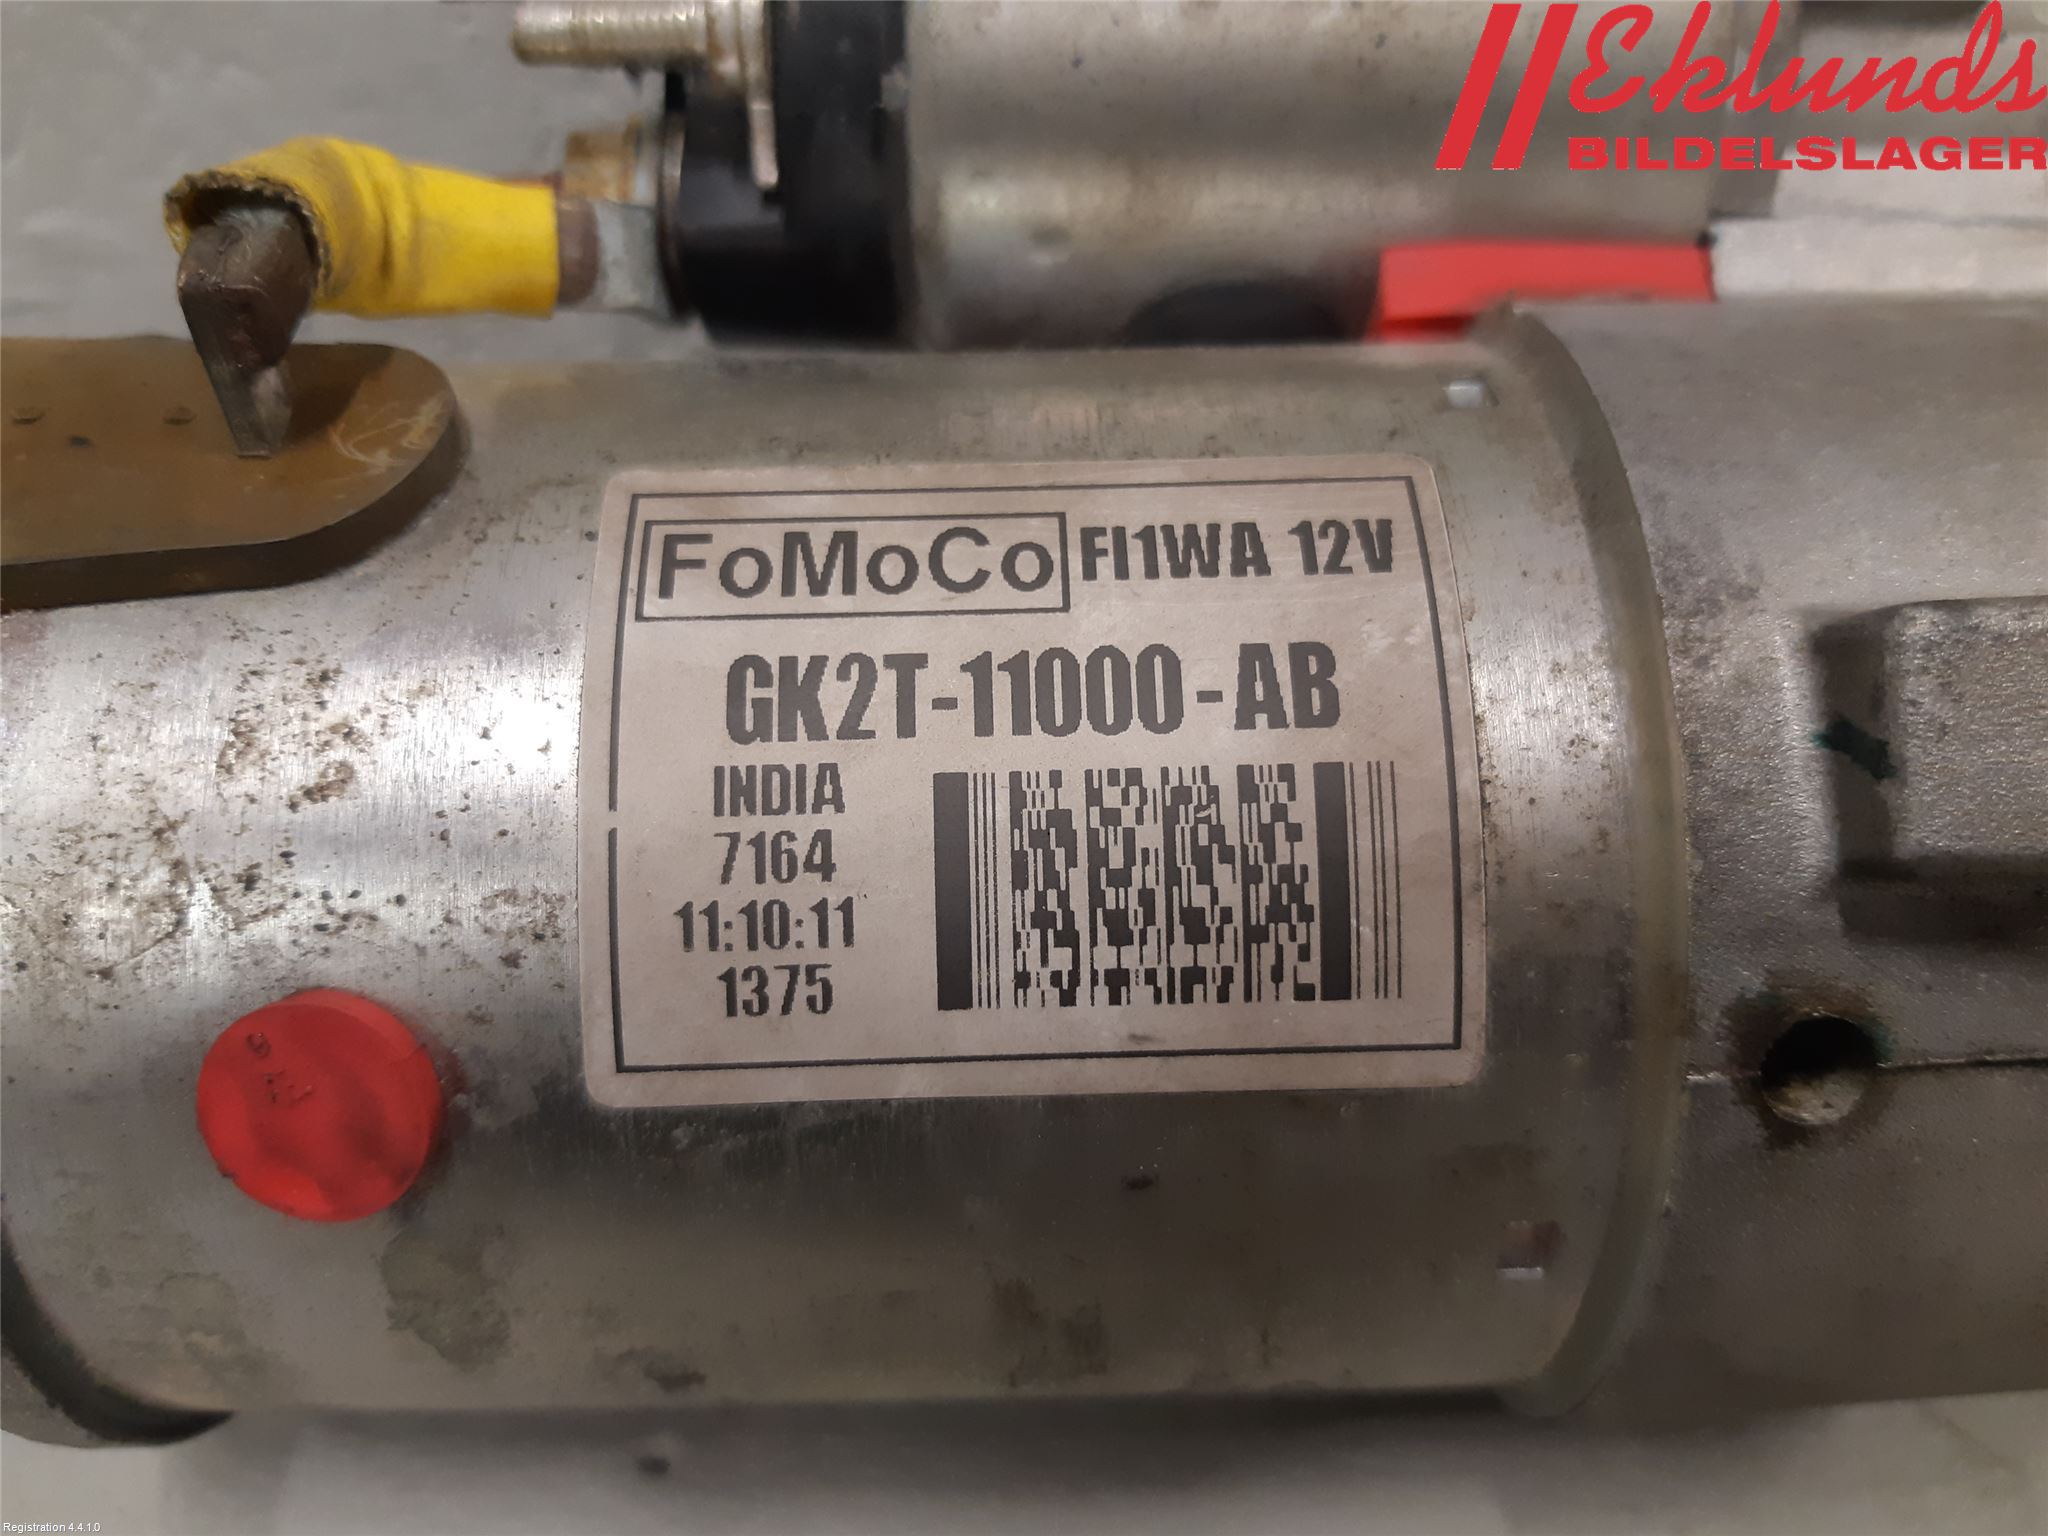 Eklunds
BILDELSLAGER
FoMoCo FI1WA 12V
GK2T-11000-AB
INDIA
7164
11:10:11
1375
Registration 4.4.1.0